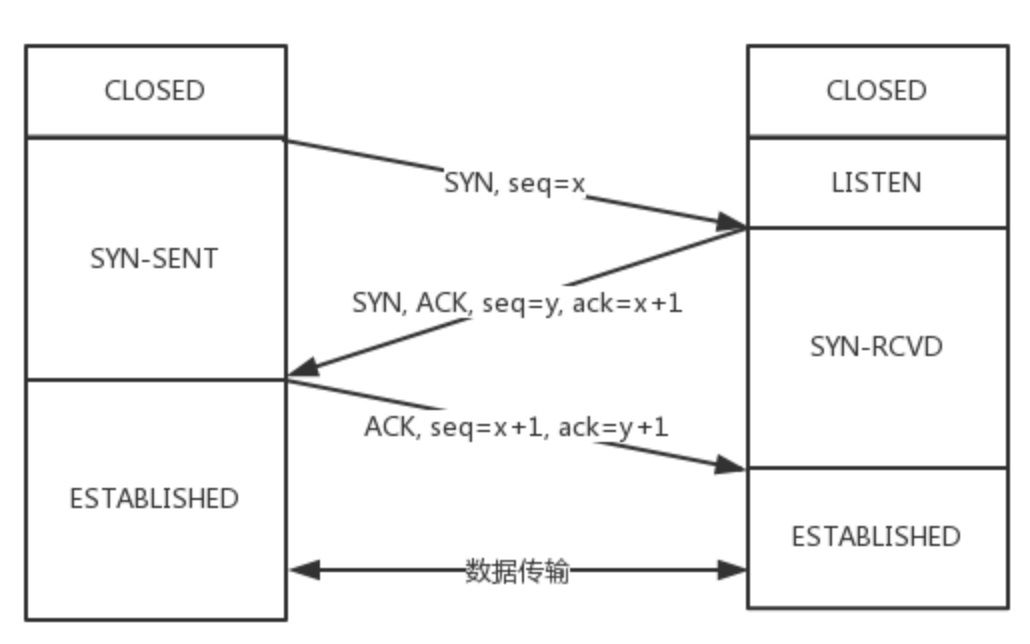 CLOSED
CLOSED
SYN, seq=x
LISTEN
SYN-SENT
SYN, ACK, seq=y, ack=x+1
SYN-RCVD
ACK, seq=x+1, ack=y+1
ESTABLISHED
ESTABLISHED
数据传输